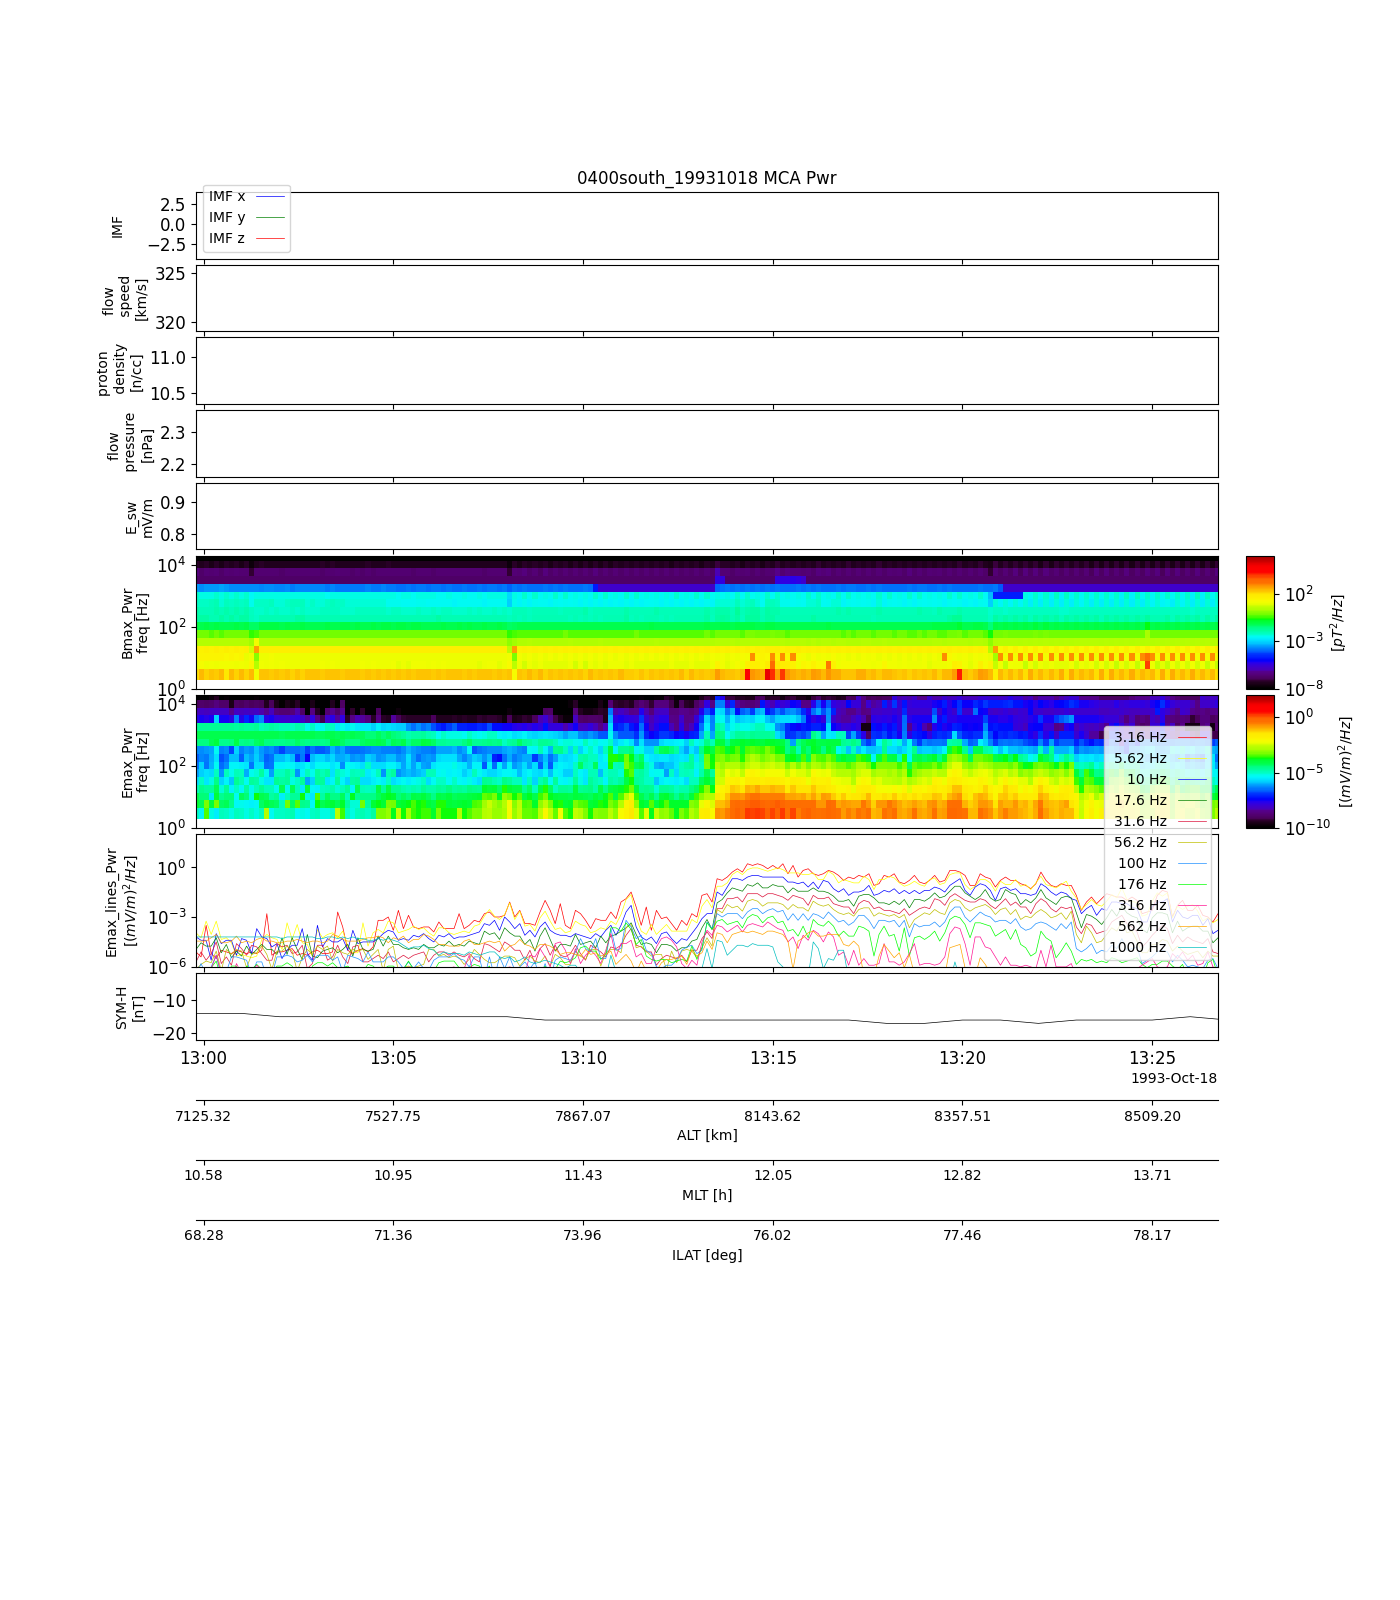 0400south_19931018 MCA Pwr
IMF
2.5
0.0
−2.5
IMF x
IMF y
IMF z
flow
speed
[km/s]
325
320
proton
density
[n/cc]
11.0
10.5
flow
pressure
[nPa]
2.3
2.2
E_sw
mV/m
0.9
0.8
Bmax_Pwr
freq [Hz]
10^4
10^2
10^0
10^2
10^−3
10^−8
[pT^2/Hz]
Emax_Pwr
freq [Hz]
10^4
10^2
10^0
10^0
10^−5
10^−10
[(mV/m)^2/Hz]
3.16 Hz
5.62 Hz
10 Hz
17.6 Hz
31.6 Hz
56.2 Hz
100 Hz
176 Hz
316 Hz
562 Hz
1000 Hz
Emax_lines_Pwr
[(mV/m)^2/Hz]
10^0
10^−3
10^−6
SYM-H
[nT]
−10
−20
13:00 13:05 13:10 13:15 13:20 13:25
1993-Oct-18
7125.32 7527.75 7867.07 8143.62 8357.51 8509.20
ALT [km]
10.58 10.95 11.43 12.05 12.82 13.71
MLT [h]
68.28 71.36 73.96 76.02 77.46 78.17
ILAT [deg]